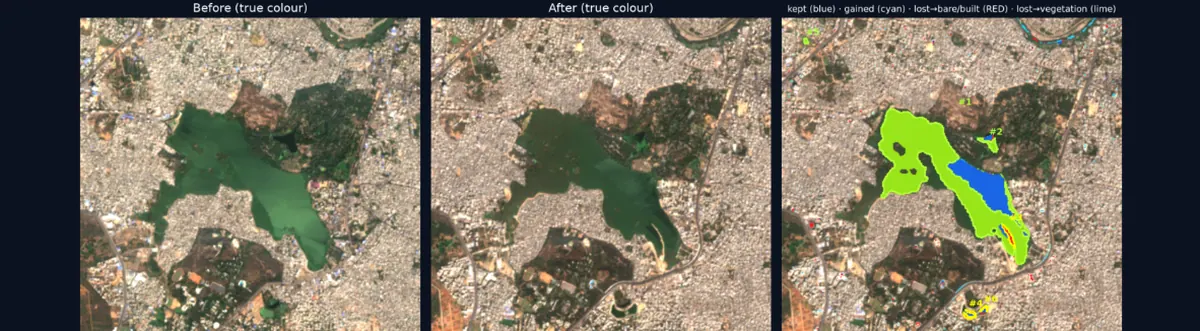 Before (true colour)
After (true colour)
kept (blue) · gained (cyan) · lost→bare/built (RED) · lost→vegetation (lime)
#1
#2